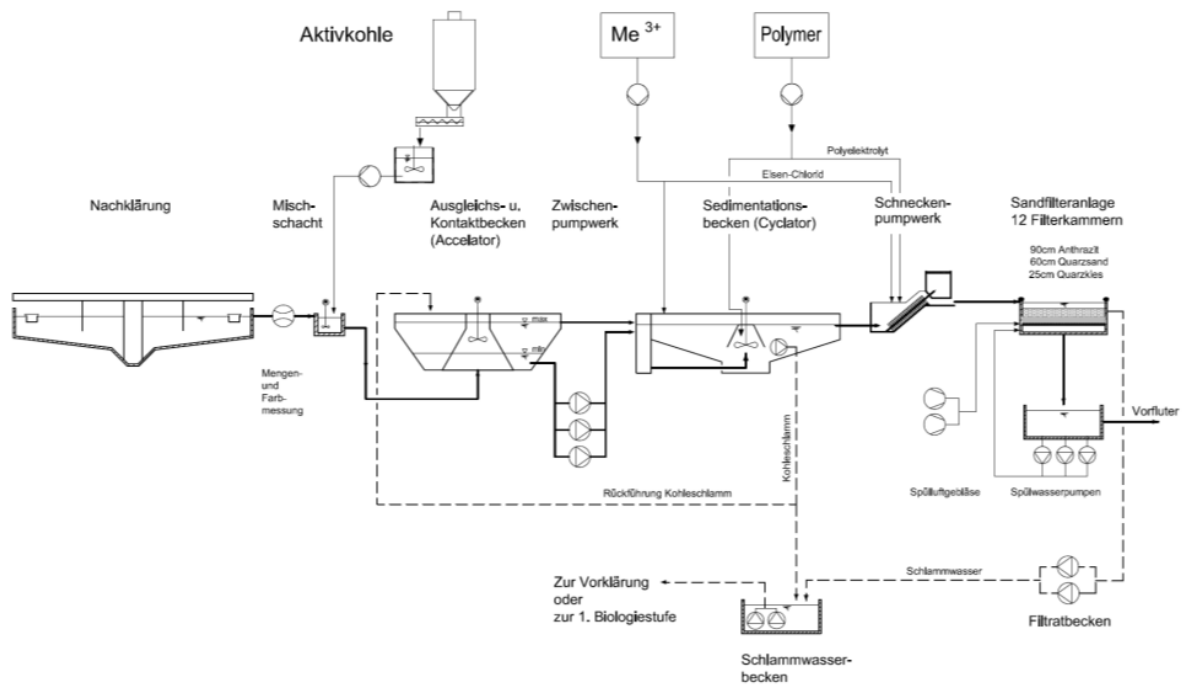 Aktivkohle
Me 3+
Polymer
Polyelektrolyt
Eisen-Chlorid
Nachklärung
Misch-
schacht
Ausgleichs- u.
Kontaktbecken
(Accelator)
Zwischen-
pumpwerk
Sedimentations-
becken (Cyclator)
Schnecken-
pumpwerk
Sandfilteranlage
12 Filterkammern
90cm Anthrazit
60cm Quarzsand
25cm Quarzkies
max
min
Mengen-
und
Farb-
messung
Kohleschlamm
Vorfluter
Rückführung Kohleschlamm
Spülluftgebläse
Spülwasserpumpen
Schlammwasser
Zur Vorklärung
oder
zur 1. Biologiestufe
Filtratbecken
Schlammwasser-
becken